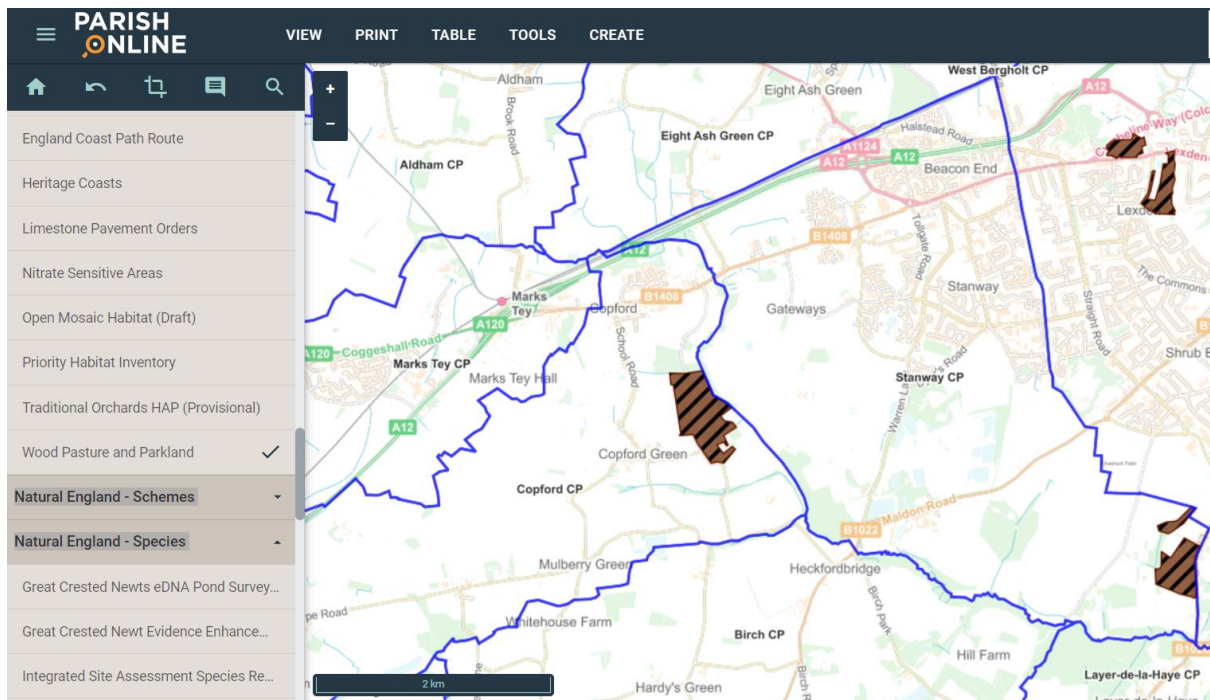 PARISH
ONLINE
VIEW
PRINT
TABLE
TOOLS
CREATE
England Coast Path Route
Heritage Coasts
Limestone Pavement Orders
Nitrate Sensitive Areas
Open Mosaic Habitat (Draft)
Priority Habitat Inventory
Traditional Orchards HAP (Provisional)
Wood Pasture and Parkland
Natural England - Schemes
Natural England - Species
Great Crested Newts eDNA Pond Survey...
Great Crested Newt Evidence Enhance...
Integrated Site Assessment Species Re...
+
−
Aldham
Brook Road
Eight Ash Green
West Bergholt CP
A12
Eight Ash Green CP
Halstead Road
A1124
A12
A12
Aldham CP
Beacon End
B1408
Tollgate Road
A12
Marks
Tey
B1408
Copford
Gateways
Stanway
The Commons
Straight Road
A120
A120
Coggeshall Road
School Road
Marks Tey CP
Marks Tey Hall
Stanway CP
A12
Copford Green
Copford CP
Maldon Road
B1022
Mulberry Green
Heckfordbridge
Whitehouse Farm
Birch Park
Birch CP
Hill Farm
Layer-de-la-Haye CP
Hardy's Green
2 km